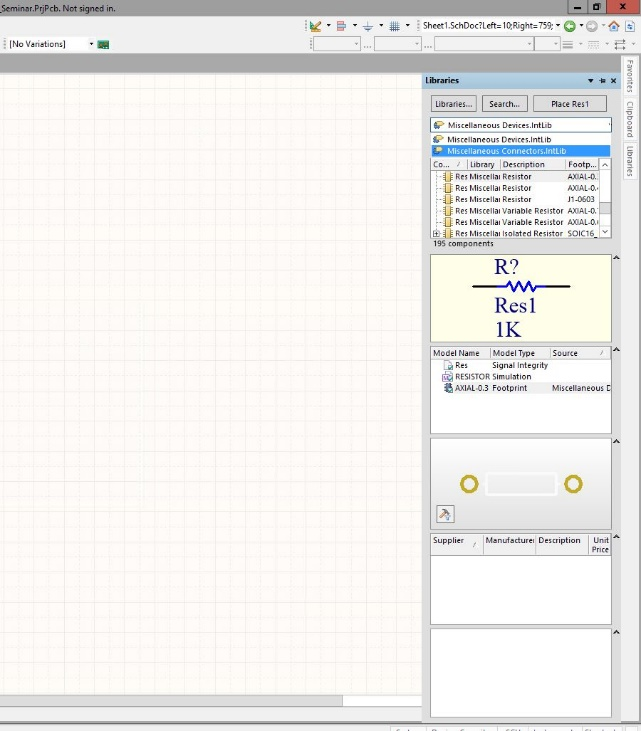 _Seminar.PrjPcb. Not signed in.
Sheet1.SchDoc?Left=10;Right=759;
[No Variations]
Libraries
Libraries... Search... Place Res1
Miscellaneous Devices.IntLib
Miscellaneous Devices.IntLib
Miscellaneous Connectors.IntLib
Co... / Library Description Footp...
Res Miscellar Resistor AXIAL-0.
Res Miscellar Resistor AXIAL-0.
Res Miscellar Resistor J1-0603
Res Miscellar Variable Resistor AXIAL-0.
Res Miscellar Variable Resistor AXIAL-0.
Res Miscellar Isolated Resistor SOIC16_
195 components
R?
Res1
1K
Model Name Model Type Source /
Res Signal Integrity
RESISTOR Simulation
AXIAL-0.3 Footprint Miscellaneous D
Supplier / Manufacturer Description Unit Price
Favorites
Clipboard
Libraries